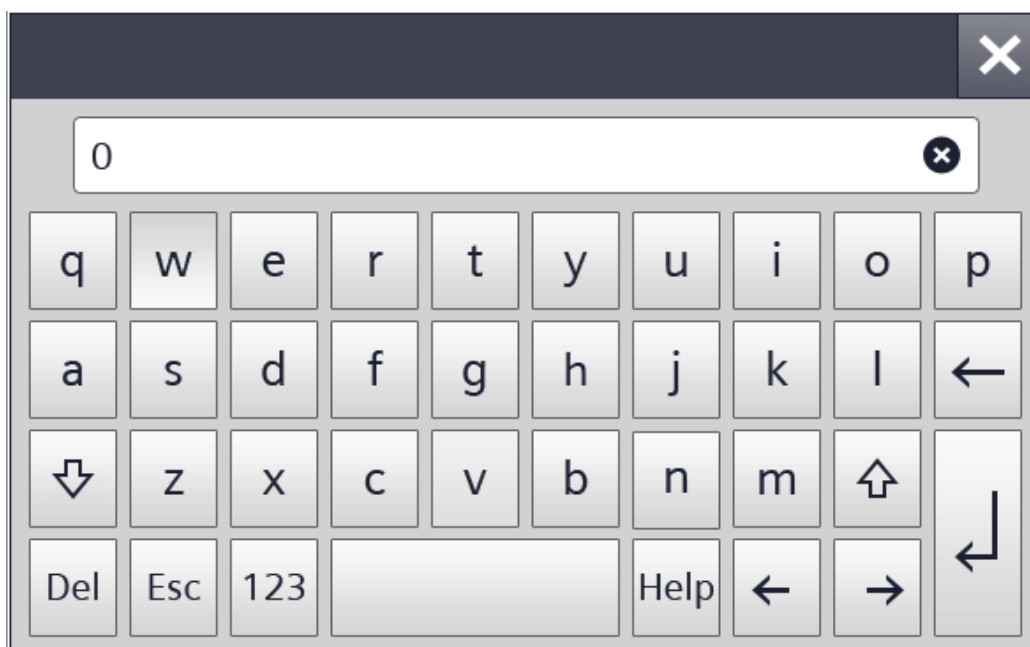 0
q w e r t y u i o p
a s d f g h j k l ←
z x c v b n m
Del Esc 123 Help ← →